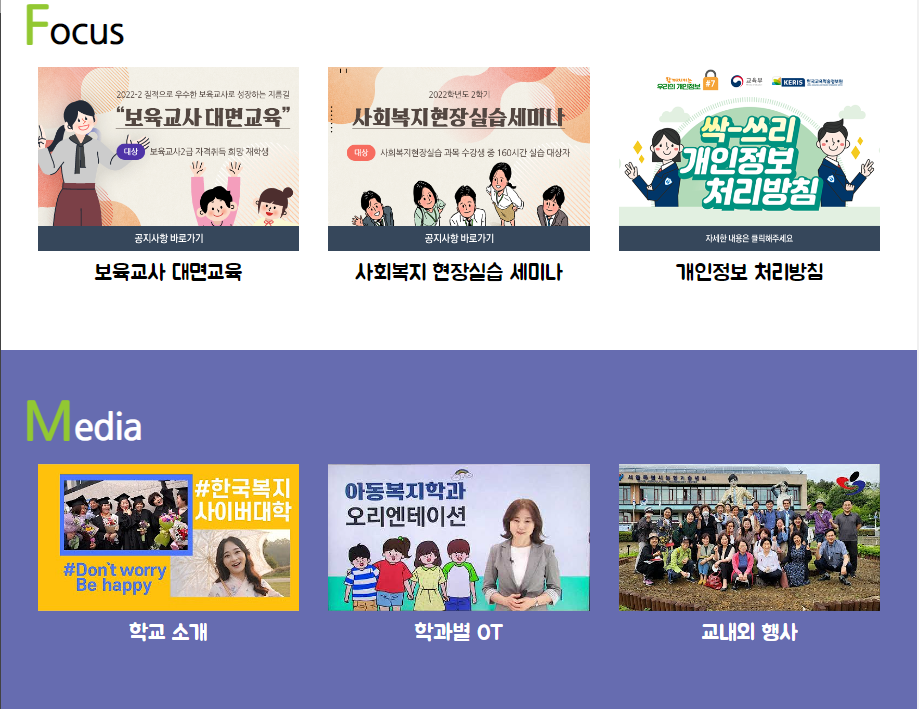 Focus
2022-2 질적으로 우수한 보육교사로 성장하는 지름길
“보육교사 대면교육”
대상 보육교사2급 자격취득 희망 재학생
공지사항 바로가기
보육교사 대면교육
2022학년도 2학기
사회복지현장실습세미나
대상 사회복지현장실습 과목 수강생 중 160시간 실습 대상자
공지사항 바로가기
사회복지 현장실습 세미나
함께지키는
우리의 개인정보 #7
교육부
KERIS 한국교육학술정보원
싹-쓰리
개인정보
처리방침
자세한 내용은 클릭해주세요
개인정보 처리방침
Media
#한국복지
사이버대학
#Don't worry
Be happy
학교 소개
아동복지학과
오리엔테이션
학과별 OT
교내외 행사